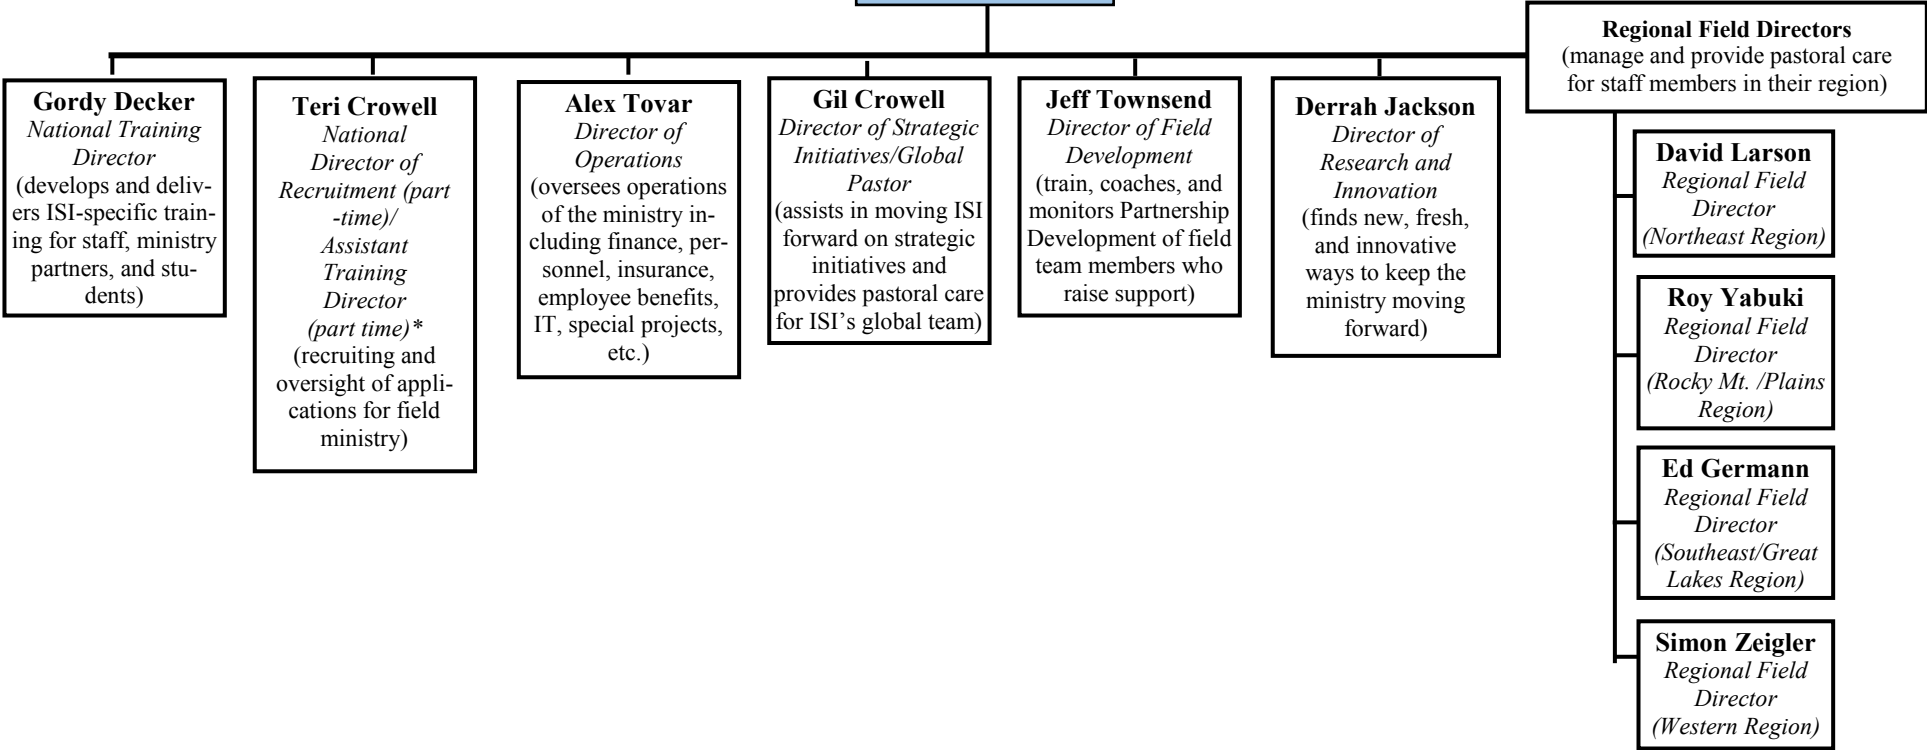 Regional Field Directors
(manage and provide pastoral care
for staff members in their region)
Gordy Decker
National Training
Director
(develops and deliv-
ers ISI-specific train-
ing for staff, ministry
partners, and stu-
dents)
Teri Crowell
National
Director of
Recruitment (part
-time)/
Assistant
Training
Director
(part time)*
(recruiting and
oversight of appli-
cations for field
ministry)
Alex Tovar
Director of
Operations
(oversees operations
of the ministry in-
cluding finance, per-
sonnel, insurance,
employee benefits,
IT, special projects,
etc.)
Gil Crowell
Director of Strategic
Initiatives/Global
Pastor
(assists in moving ISI
forward on strategic
initiatives and
provides pastoral care
for ISI’s global team)
Jeff Townsend
Director of Field
Development
(train, coaches, and
monitors Partnership
Development of field
team members who
raise support)
Derrah Jackson
Director of
Research and
Innovation
(finds new, fresh,
and innovative
ways to keep the
ministry moving
forward)
David Larson
Regional Field
Director
(Northeast Region)
Roy Yabuki
Regional Field
Director
(Rocky Mt. /Plains
Region)
Ed Germann
Regional Field
Director
(Southeast/Great
Lakes Region)
Simon Zeigler
Regional Field
Director
(Western Region)